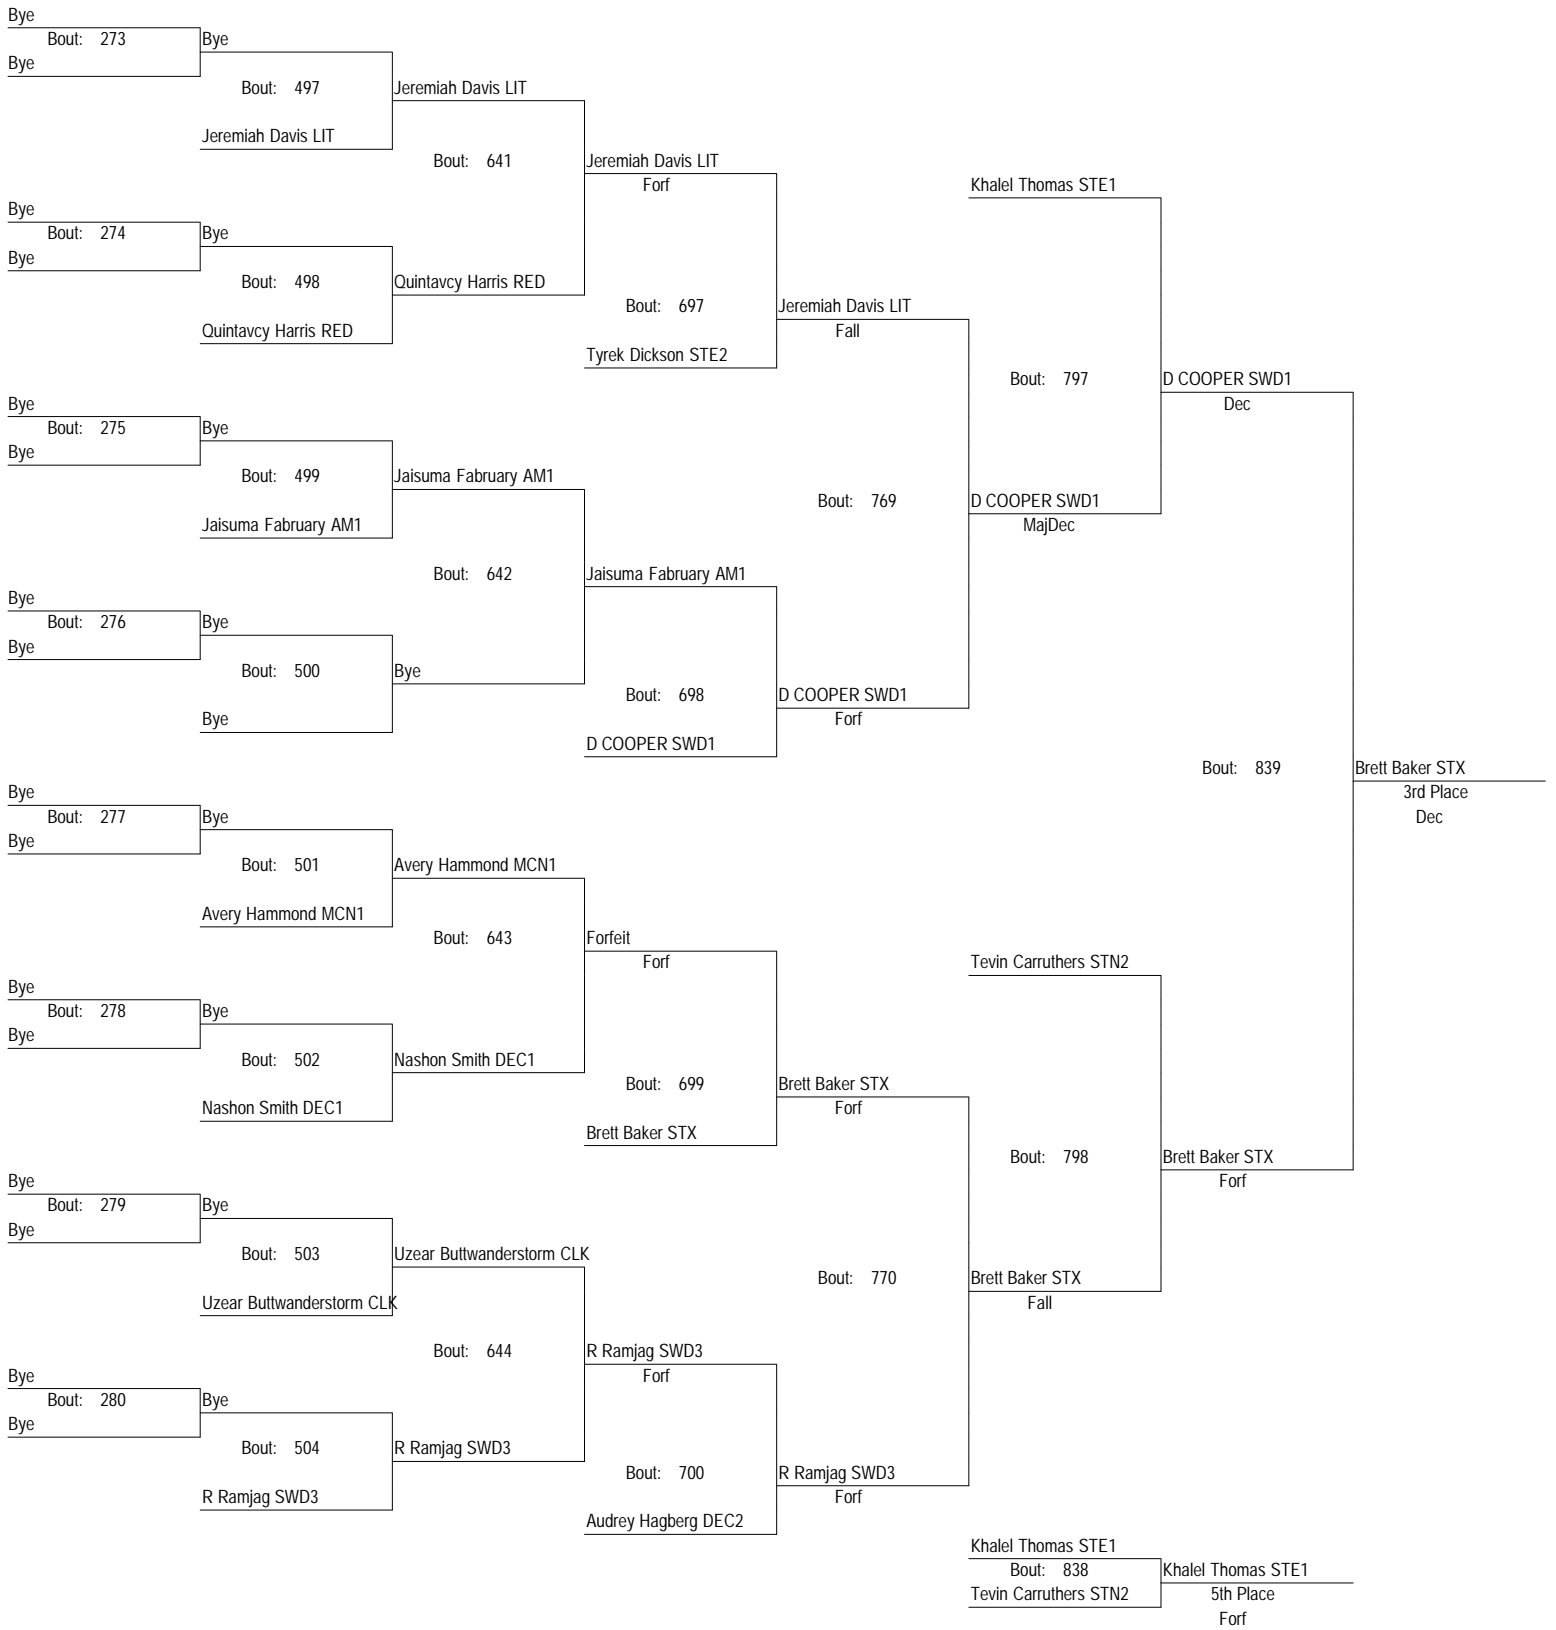 Bye
Bout: 273
Bye
Bye
Bout: 497
Jeremiah Davis LIT
Jeremiah Davis LIT
Bout: 641
Jeremiah Davis LIT
Forf
Khalel Thomas STE1
Bye
Bout: 274
Bye
Bye
Bout: 498
Quintavcy Harris RED
Quintavcy Harris RED
Bout: 697
Jeremiah Davis LIT
Fall
Tyrek Dickson STE2
Bout: 797
D COOPER SWD1
Dec
Bye
Bout: 275
Bye
Bye
Bout: 499
Jaisuma Fabruary AM1
Jaisuma Fabruary AM1
Bout: 769
D COOPER SWD1
MajDec
Bout: 642
Jaisuma Fabruary AM1
Bye
Bout: 276
Bye
Bye
Bout: 500
Bye
Bye
Bout: 698
D COOPER SWD1
Forf
D COOPER SWD1
Bout: 839
Brett Baker STX
3rd Place
Dec
Bye
Bout: 277
Bye
Bye
Bout: 501
Avery Hammond MCN1
Avery Hammond MCN1
Bout: 643
Forfeit
Forf
Tevin Carruthers STN2
Bye
Bout: 278
Bye
Bye
Bout: 502
Nashon Smith DEC1
Nashon Smith DEC1
Bout: 699
Brett Baker STX
Forf
Brett Baker STX
Bout: 798
Brett Baker STX
Forf
Bye
Bout: 279
Bye
Bye
Bout: 503
Uzear Buttwanderstorm CLK
Uzear Buttwanderstorm CLK
Bout: 770
Brett Baker STX
Fall
Bout: 644
R Ramjag SWD3
Forf
Bye
Bout: 280
Bye
Bye
Bout: 504
R Ramjag SWD3
R Ramjag SWD3
Bout: 700
R Ramjag SWD3
Forf
Audrey Hagberg DEC2
Khalel Thomas STE1
Bout: 838
Khalel Thomas STE1
Tevin Carruthers STN2
5th Place
Forf